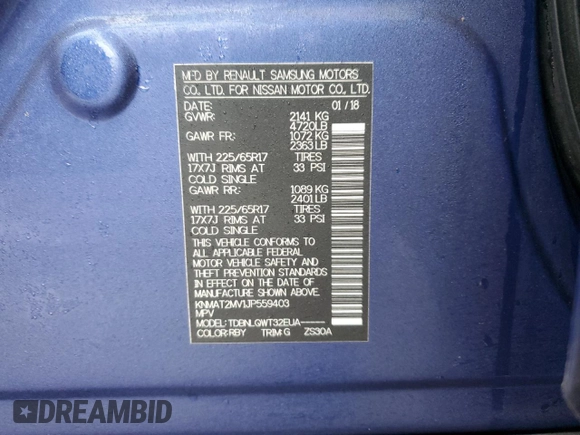 MFD BY RENAULT SAMSUNG MOTORS
CO., LTD. FOR NISSAN MOTOR CO., LTD.
DATE: 01/18
GVWR: 2141 KG
4720LB
GAWR FR: 1072 KG
2363LB
WITH 225/65R17 TIRES
17X7J RIMS AT 33 PSI
COLD SINGLE
GAWR RR: 1089 KG
2401LB
WITH 225/65R17 TIRES
17X7J RIMS AT 33 PSI
COLD SINGLE
THIS VEHICLE CONFORMS TO
ALL APPLICABLE FEDERAL
MOTOR VEHICLE SAFETY AND
THEFT PREVENTION STANDARDS
IN EFFECT ON THE DATE OF
MANUFACTURE SHOWN ABOVE.
KNMAT2MV1JP559403
MPV
MODEL: TDBNLGWT32EUA-----
COLOR:RBY TRIM:G ZS30A
DREAMBID